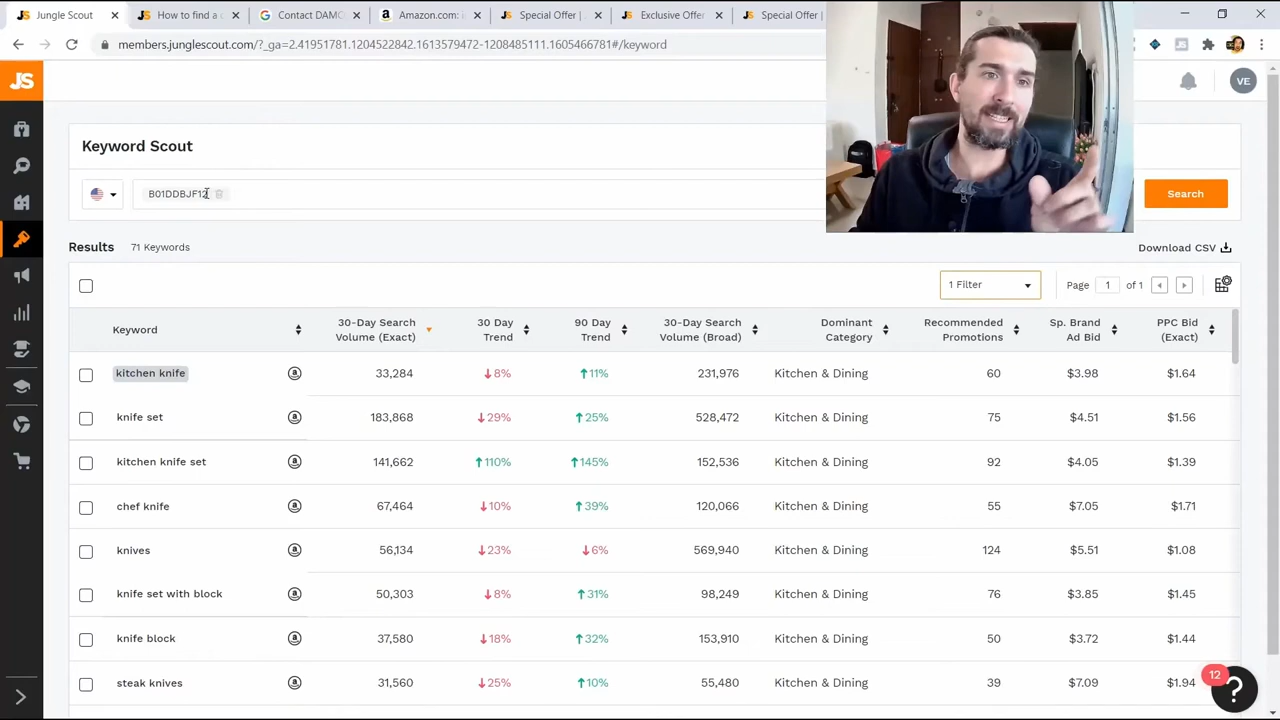 Jungle Scout
How to find a c
Contact DAMO
Amazon.com:
Special Offer |
Exclusive Offe
Special Offer |
members.junglescout.com/?_ga=2.41951781.1204522842.1613579472-1208485179.1605466781#/keyword
JS
VE
Keyword Scout
B01DDBJF1Z
Search
Results 71 Keywords
Download CSV
1 Filter
Page 1 of 1
Keyword 30-Day Search Volume (Exact) 30 Day Trend 90 Day Trend 30-Day Search Volume (Broad) Dominant Category Recommended Promotions Sp. Brand Ad Bid PPC Bid (Exact)
kitchen knife 33,284 ↓8% ↑11% 231,976 Kitchen & Dining 60 $3.98 $1.64
knife set 183,868 ↓29% ↑25% 528,472 Kitchen & Dining 75 $4.51 $1.56
kitchen knife set 141,662 ↑110% ↑145% 152,536 Kitchen & Dining 92 $4.05 $1.39
chef knife 67,464 ↓10% ↑39% 120,066 Kitchen & Dining 55 $7.05 $1.71
knives 56,134 ↓23% ↓6% 569,940 Kitchen & Dining 124 $5.51 $1.08
knife set with block 50,303 ↓8% ↑31% 98,249 Kitchen & Dining 76 $3.85 $1.45
knife block 37,580 ↓18% ↑32% 153,910 Kitchen & Dining 50 $3.72 $1.44
steak knives 31,560 ↓25% ↑10% 55,480 Kitchen & Dining 39 $7.09 $1.94
12
?